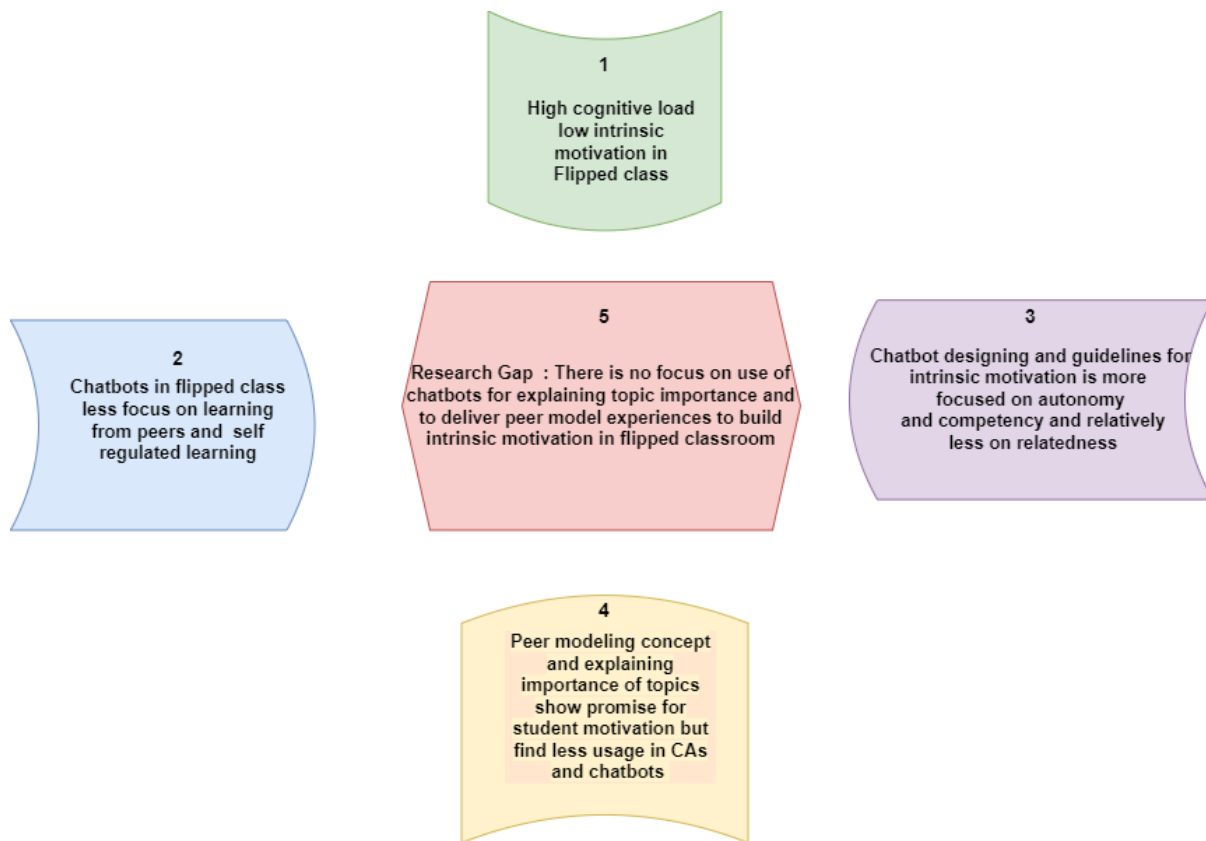 1
High cognitive load
low intrinsic
motivation in
Flipped class
2
Chatbots in flipped class
less focus on learning
from peers and self
regulated learning
5
Research Gap : There is no focus on use of
chatbots for explaining topic importance and
to deliver peer model experiences to build
intrinsic motivation in flipped classroom
3
Chatbot designing and guidelines for
intrinsic motivation is more
focused on autonomy
and competency and relatively
less on relatedness
4
Peer modeling concept
and explaining
importance of topics
show promise for
student motivation but
find less usage in CAs
and chatbots